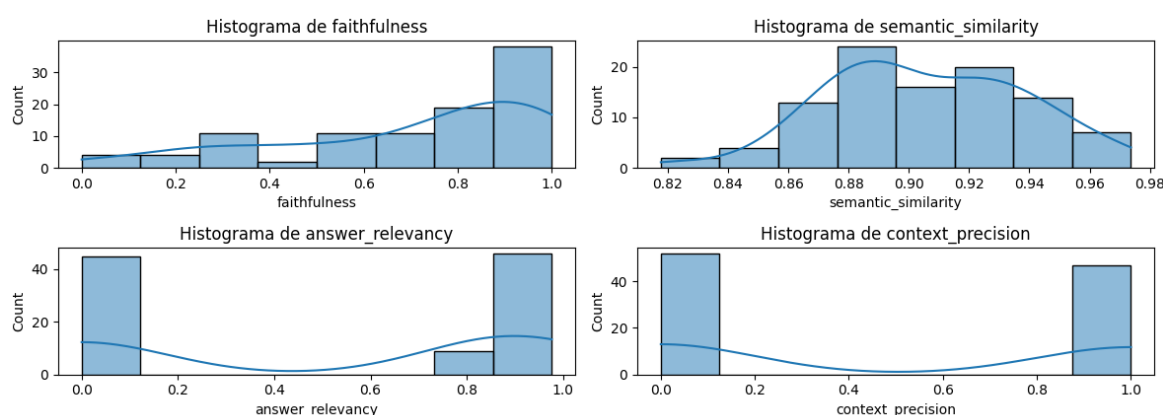 Histograma de faithfulness
Count
30
20
10
0
0.0 0.2 0.4 0.6 0.8 1.0
faithfulness
Histograma de semantic_similarity
Count
20
10
0
0.82 0.84 0.86 0.88 0.90 0.92 0.94 0.96 0.98
semantic_similarity
Histograma de answer_relevancy
Count
40
20
0
0.0 0.2 0.4 0.6 0.8 1.0
answer_relevancy
Histograma de context_precision
Count
40
20
0
0.0 0.2 0.4 0.6 0.8 1.0
context_precision